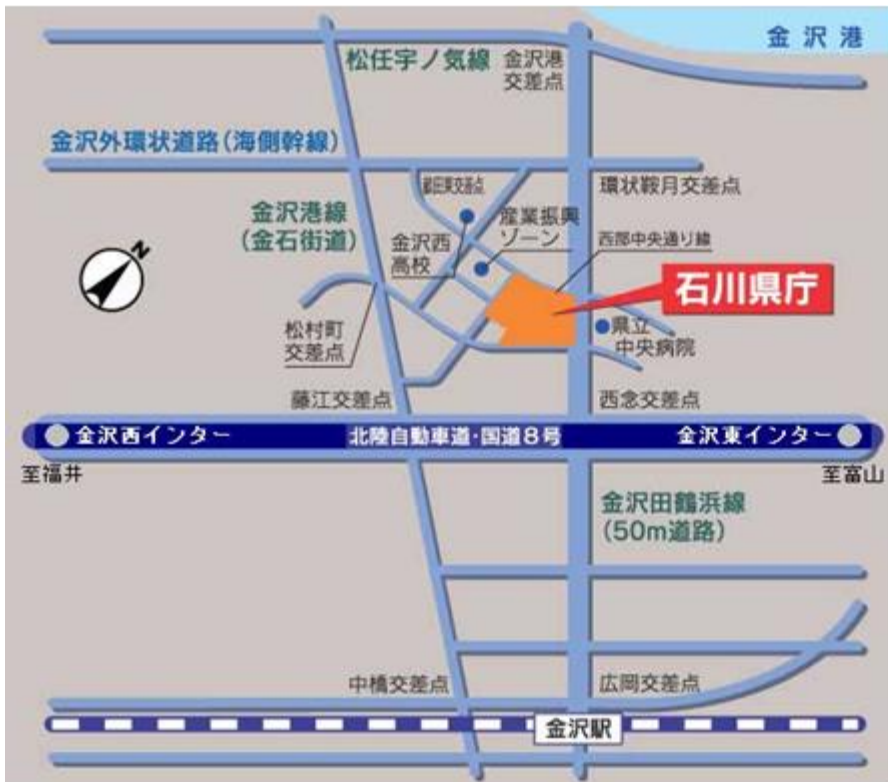 金沢港
松任宇ノ気線
金沢港
交差点
金沢外環状道路(海側幹線)
環状鞍月交差点
金沢港線
(金石街道)
金沢西
高校
産業振興
ゾーン
西部中央通り線
石川県庁
N
松村町
交差点
県立
中央病院
藤江交差点
西念交差点
金沢西インター
北陸自動車道・国道8号
金沢東インター
至福井
至富山
金沢田鶴浜線
(50m道路)
中橋交差点
広岡交差点
金沢駅